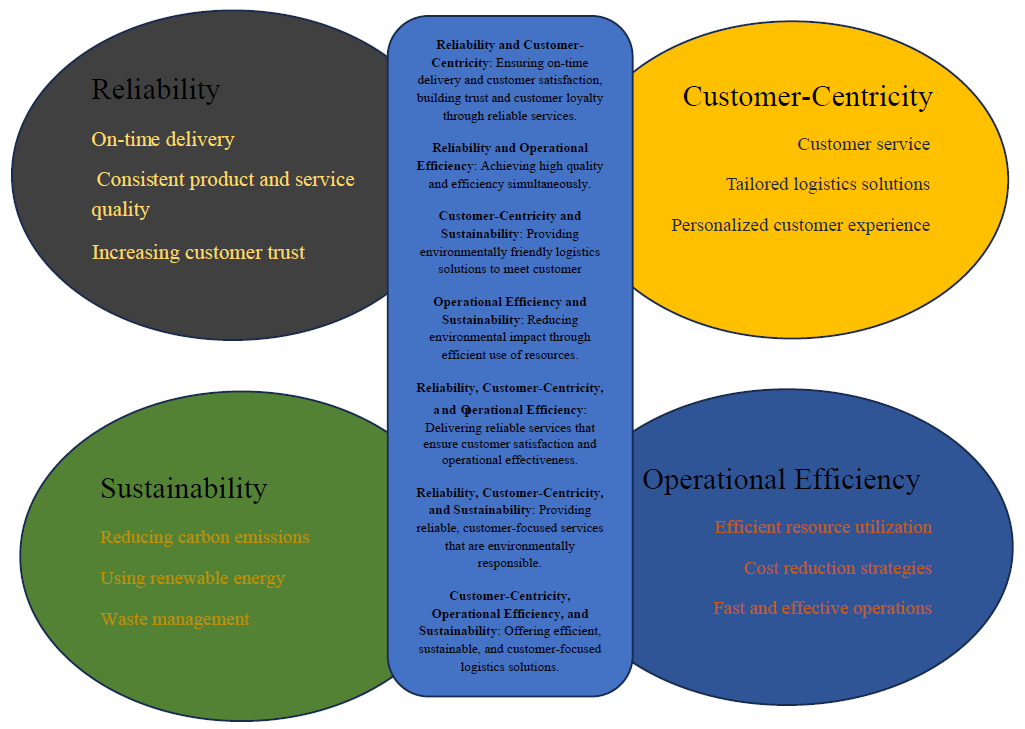 Reliability
On-time delivery
Consistent product and service
quality
Increasing customer trust
Reliability and Customer-
Centricity: Ensuring on-time
delivery and customer satisfaction,
building trust and customer loyalty
through reliable services.
Reliability and Operational
Efficiency: Achieving high quality
and efficiency simultaneously.
Customer-Centricity and
Sustainability: Providing
environmentally friendly logistics
solutions to meet customer
Operational Efficiency and
Sustainability: Reducing
environmental impact through
efficient use of resources.
Reliability, Customer-Centricity,
and Operational Efficiency:
Delivering reliable services that
ensure customer satisfaction and
operational effectiveness.
Reliability, Customer-Centricity,
and Sustainability: Providing
reliable, customer-focused services
that are environmentally
responsible.
Customer-Centricity,
Operational Efficiency, and
Sustainability: Offering efficient,
sustainable, and customer-focused
logistics solutions.
Customer-Centricity
Customer service
Tailored logistics solutions
Personalized customer experience
Sustainability
Reducing carbon emissions
Using renewable energy
Waste management
Operational Efficiency
Efficient resource utilization
Cost reduction strategies
Fast and effective operations